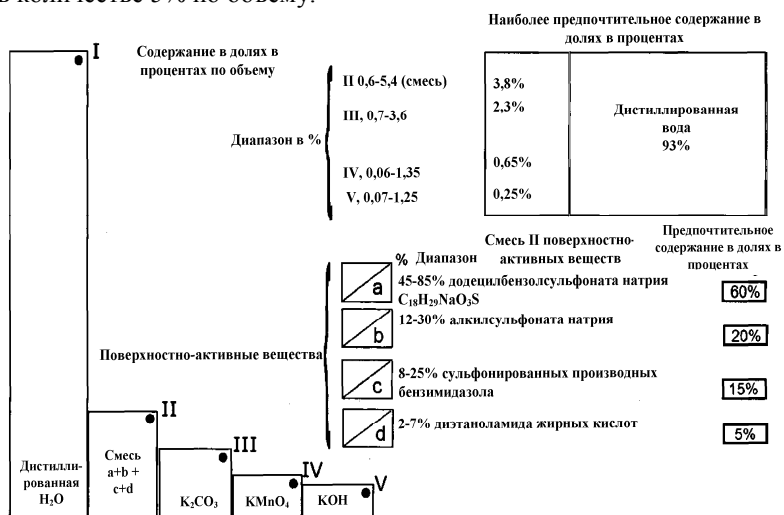 в количестве 5% по объему.
Наиболее предпочтительное содержание в
долях в процентах
I
Содержание в долях в
процентах по объему
II 0,6-5,4 (смесь)
III, 0,7-3,6
Диапазон в %
IV, 0,06-1,35
V, 0,07-1,25
3,8%
2,3%
0,65%
0,25%
Дистиллированная
вода
93%
% Диапазон
Смесь II поверхностно-
активных веществ
Предпочтительное
содержание в долях в
процентах
Поверхностно-активные вещества
a
45-85% додецилбензолсульфоната натрия
C₁₈H₂₉NaO₃S
60%
b
12-30% алкилсульфоната натрия
20%
c
8-25% сульфонированных производных
бензимидазола
15%
d
2-7% диэтаноламида жирных кислот
5%
Дистилли-
рованная
H₂O
II
Смесь
a+b +
c+d
III
K₂CO₃
IV
KMnO₄
V
KOH